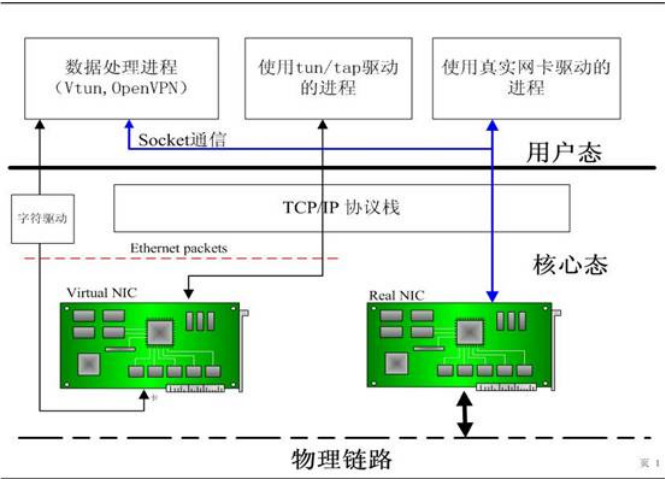 数据处理进程
（Vtun,OpenVPN）
使用tun/tap驱动
的进程
使用真实网卡驱动的
进程
Socket通信
用户态
字符驱动
TCP/IP 协议栈
Ethernet packets
核心态
Virtual NIC
Real NIC
卡
物理链路
页 1